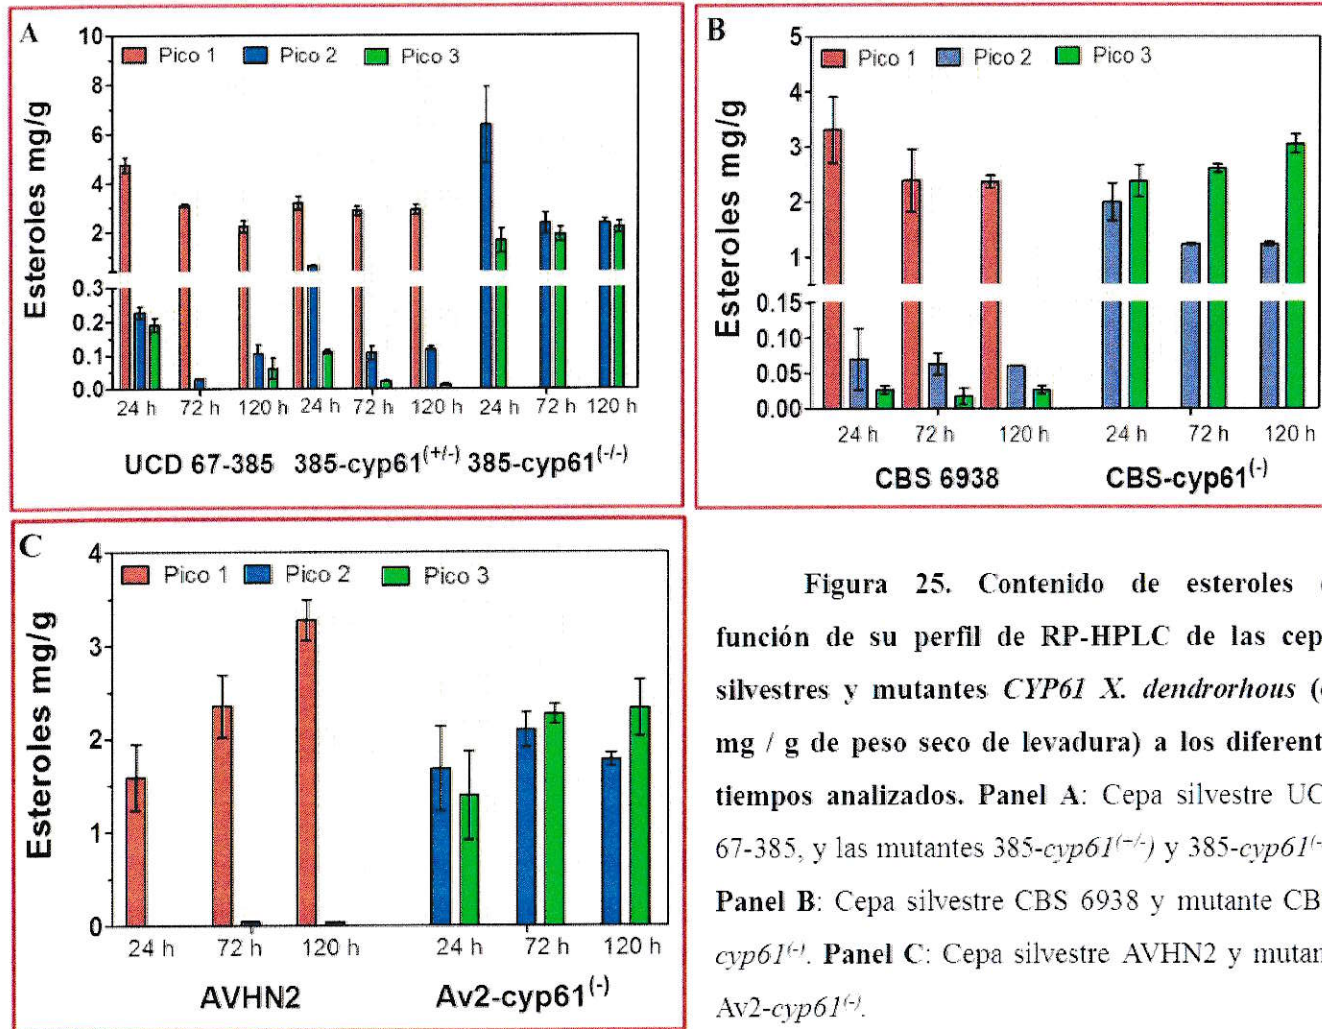 A
Esteroles mg/g
Pico 1 Pico 2 Pico 3
10
8
6
4
2
0.3
0.2
0.1
0.0
24 h 72 h 120 h 24 h 72 h 120 h 24 h 72 h 120 h
UCD 67-385 385-cyp61(+/-) 385-cyp61(-/-)
B
Esteroles mg/g
Pico 1 Pico 2 Pico 3
5
4
3
2
1
0.15
0.10
0.05
0.00
24 h 72 h 120 h 24 h 72 h 120 h
CBS 6938 CBS-cyp61(-)
C
Esteroles mg/g
Pico 1 Pico 2 Pico 3
4
3
2
1
0
24 h 72 h 120 h 24 h 72 h 120 h
AVHN2 Av2-cyp61(-)
Figura 25. Contenido de esteroles
función de su perfil de RP-HPLC de las cep
silvestres y mutantes CYP61 X. dendrorhous (
mg / g de peso seco de levadura) a los diferent
tiempos analizados. Panel A: Cepa silvestre UC
67-385, y las mutantes 385-cyp61(-/-) y 385-cyp61(-
Panel B: Cepa silvestre CBS 6938 y mutante CB
cyp61(-). Panel C: Cepa silvestre AVHN2 y mutan
Av2-cyp61(-).